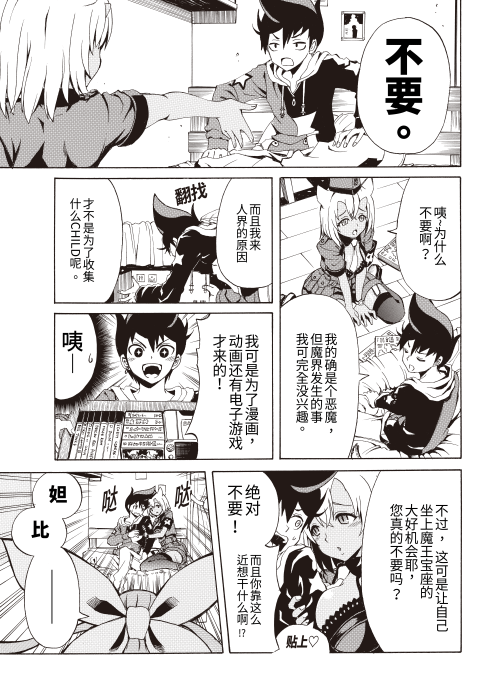 不要。
咦~为什么
不要啊？
而且我来
人界的原因
翻找
才不是为了收集
什么CHILD呢。
我的确是个恶魔，
但魔界发生的事
我可完全没兴趣。
我可是为了漫画，
动画还有电子游戏
才来的！
咦—
不过，这可是让自己
坐上魔王宝座的
大好机会耶，
您真的不要吗？
贴上♡
绝对
不要！
而且你靠这么
近想干什么啊!?
哒
哒
妲
比
——